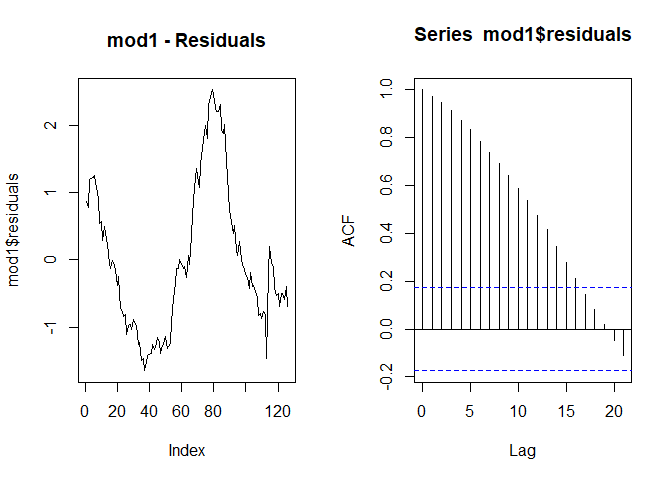 mod1 - Residuals
mod1$residuals
2
1
0
-1
0 20 40 60 80 120
Index
Series mod1$residuals
ACF
1.0
0.8
0.6
0.4
0.2
0.0
-0.2
0 5 10 15 20
Lag